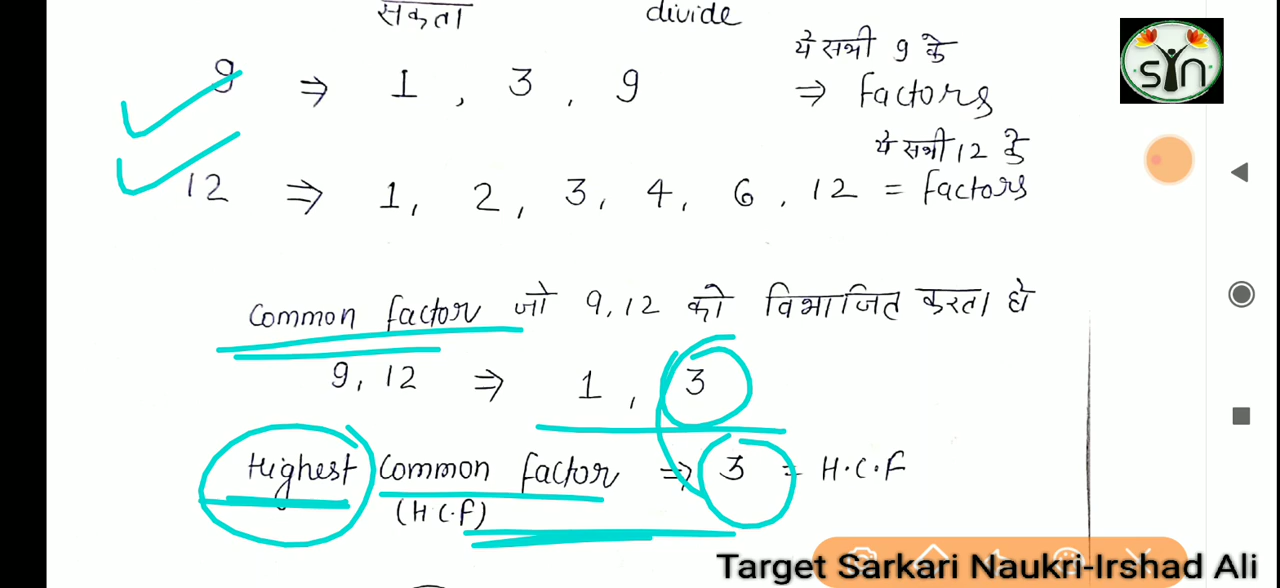 सकता divide
ये सभी 9 के
9 ⇒ 1, 3, 9 ⇒ factors
ये सभी 12 के
12 ⇒ 1, 2, 3, 4, 6, 12 = factors
Common factor जो 9, 12 को विभाजित करता हो
9, 12 ⇒ 1, 3
Highest Common factor ⇒ 3 = H.C.F
(H.C.F)
SYN
Target Sarkari Naukri-Irshad Ali